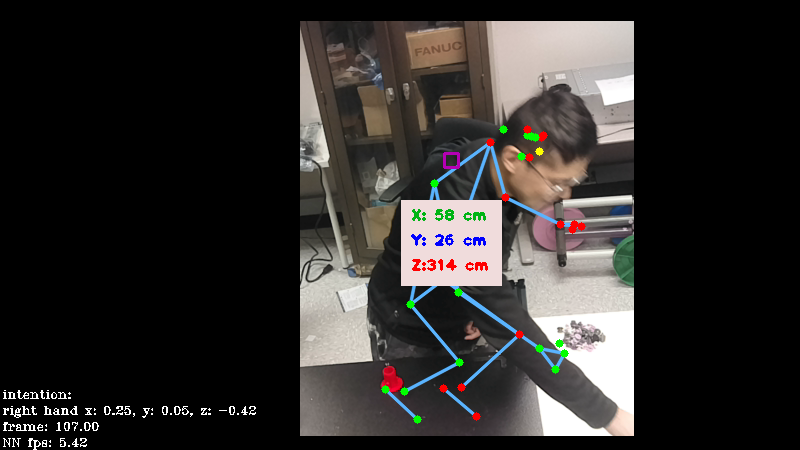 FANUC
X: 58 cm
Y: 26 cm
Z:314 cm
intention:
right hand x: 0.25, y: 0.05, z: -0.42
frame: 107.00
NN fps: 5.42